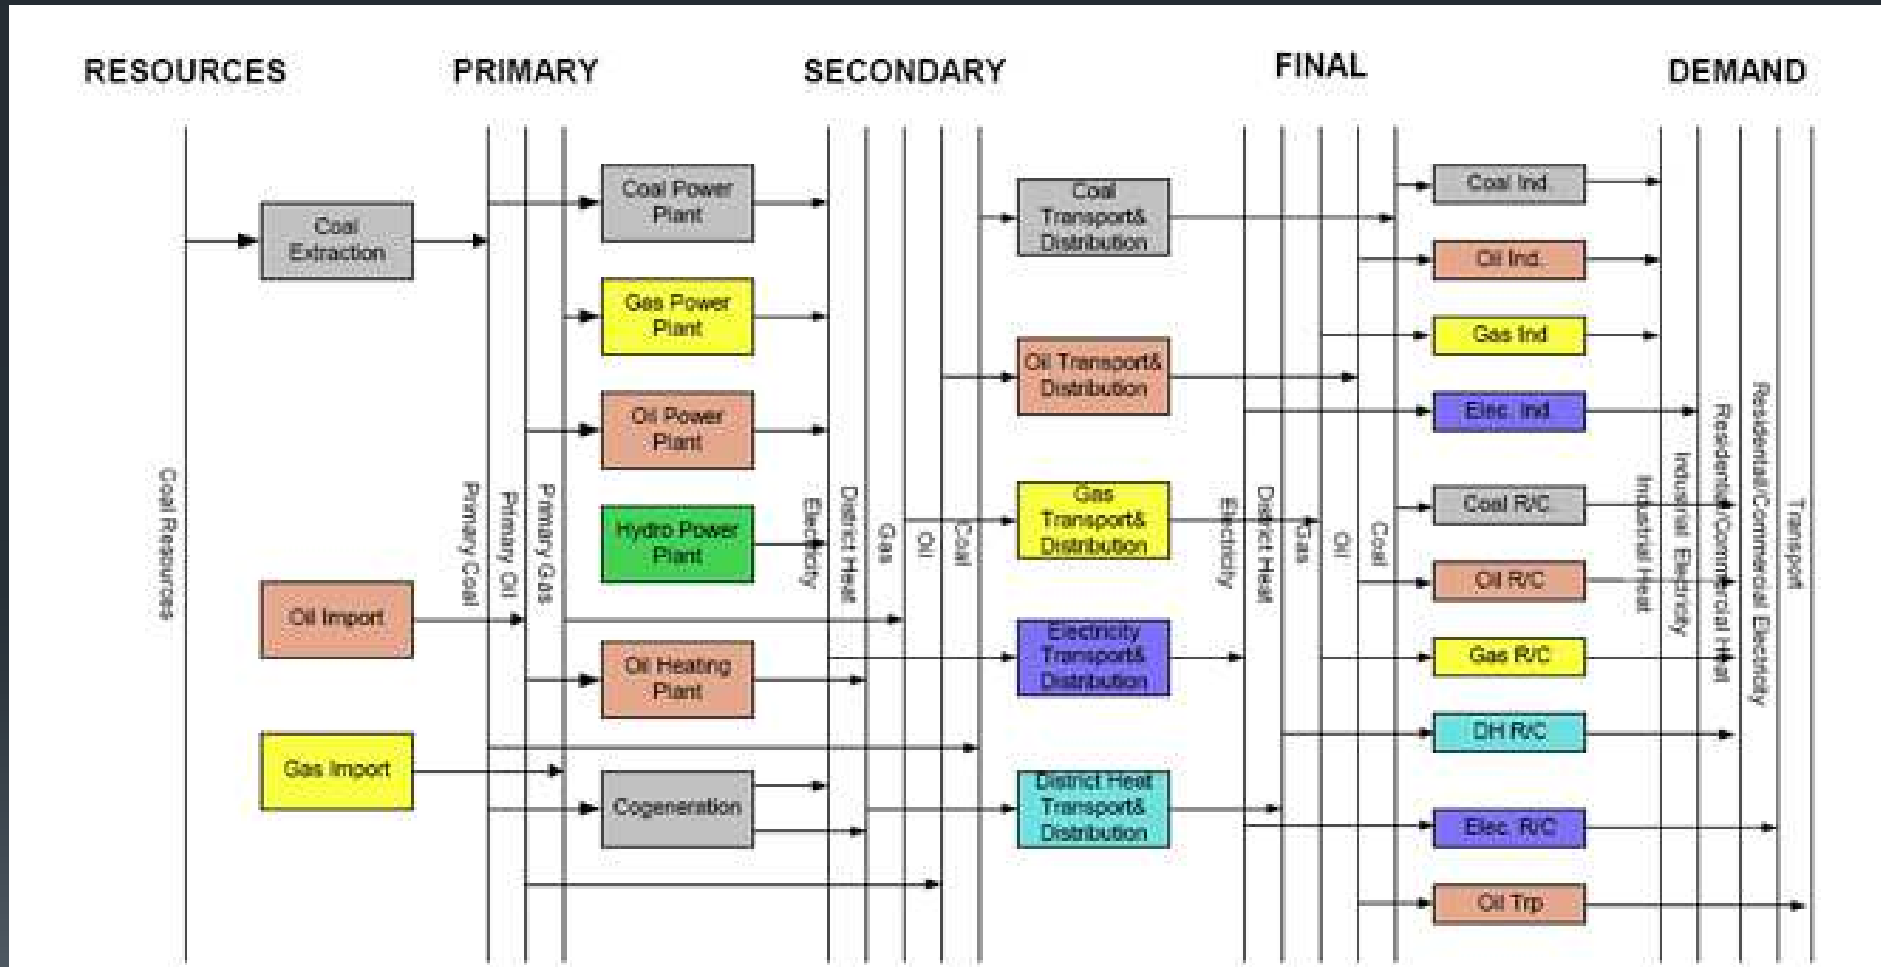 RESOURCES
PRIMARY
SECONDARY
FINAL
DEMAND
Coal Resources
Coal
Extraction
Oil Import
Gas Import
Primary Coal
Primary Oil
Primary Gas
Coal Power
Plant
Gas Power
Plant
Oil Power
Plant
Hydro Power
Plant
Oil Heating
Plant
Cogeneration
Electricity
District Heat
Gas
Oil
Coal
Coal
Transport&
Distribution
Oil Transport&
Distribution
Gas
Transport&
Distribution
Electricity
Transport&
Distribution
District Heat
Transport&
Distribution
Electricity
District Heat
Gas
Oil
Coal
Coal Ind.
Oil Ind.
Gas Ind
Elec. Ind.
Coal R/C.
Oil R/C
Gas R/C
DH R/C
Elec. R/C
Oil Trp
Industrial Heat
Industrial Electricity
Residential/Commercial Heat
Residental/Commercial Electricity
Transport